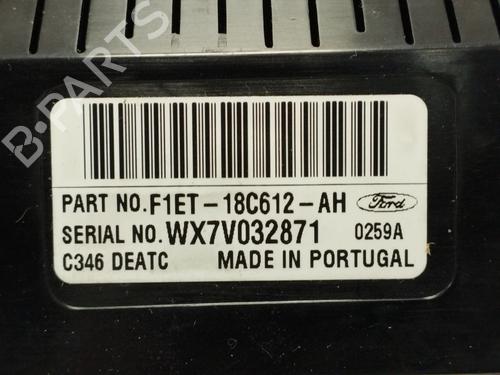 B-PARTS
PART NO. F1ET-18C612-AH Ford
SERIAL NO. WX7V032871 0259A
C346 DEATC MADE IN PORTUGAL